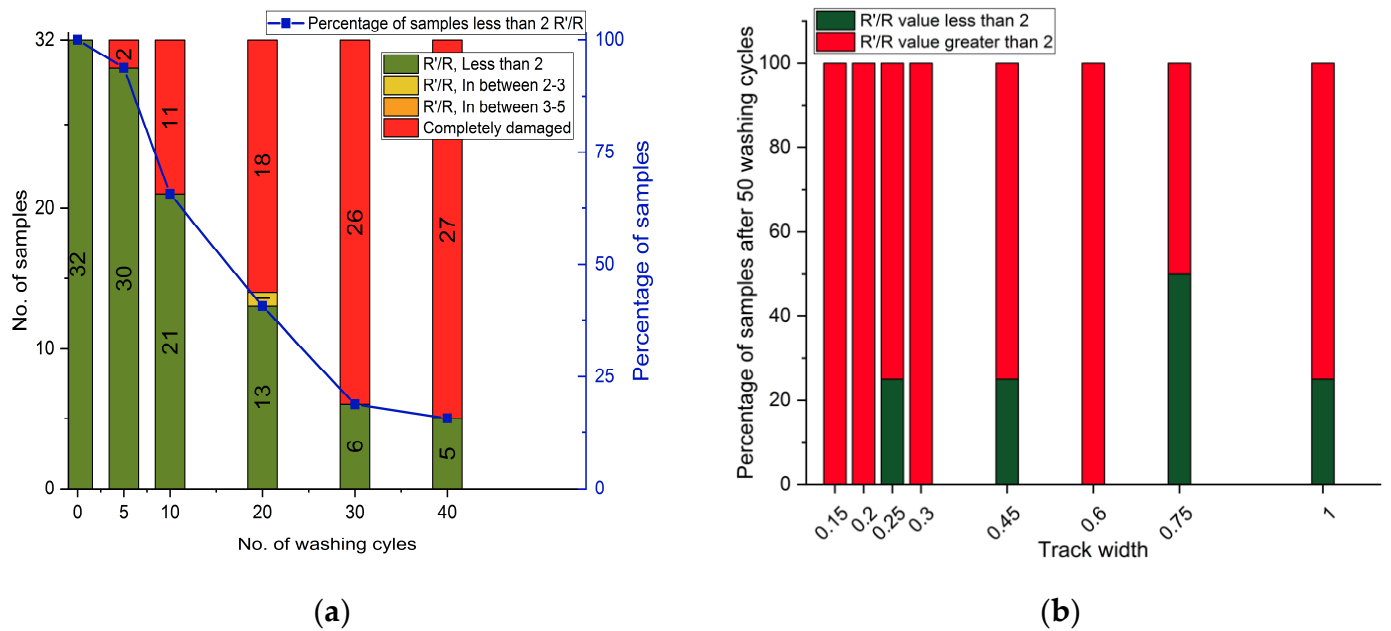 Percentage of samples less than 2 R'/R
R'/R, Less than 2
R'/R, In between 2-3
R'/R, In between 3-5
Completely damaged
No. of samples
32
20
10
0
32
30
2
21
11
13
1
18
6
26
5
27
100
75
50
25
0
Percentage of samples
0 5 10 20 30 40
No. of washing cyles
(a)
R'/R value less than 2
R'/R value greater than 2
Percentage of samples after 50 washing cycles
100
80
60
40
20
0
0.15 0.2 0.25 0.3 0.45 0.6 0.75 1
Track width
(b)